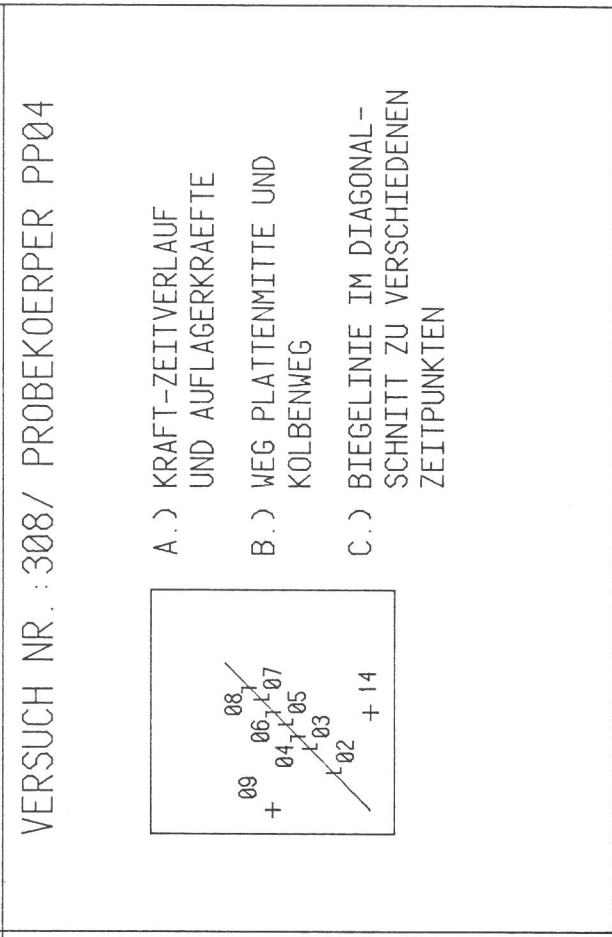 VERSUCH NR.:308/ PROBEKOERPER PP04
A.) KRAFT-ZEITVERLAUF
UND AUFLAGERKRAEFTE
B.) WEG PLATTENMITTE UND
KOLBENWEG
C.) BIEGELINIE IM DIAGONAL-
SCHNITT ZU VERSCHIEDENEN
ZEITPUNKTEN
08
07
06
05
04
03
02
09
14